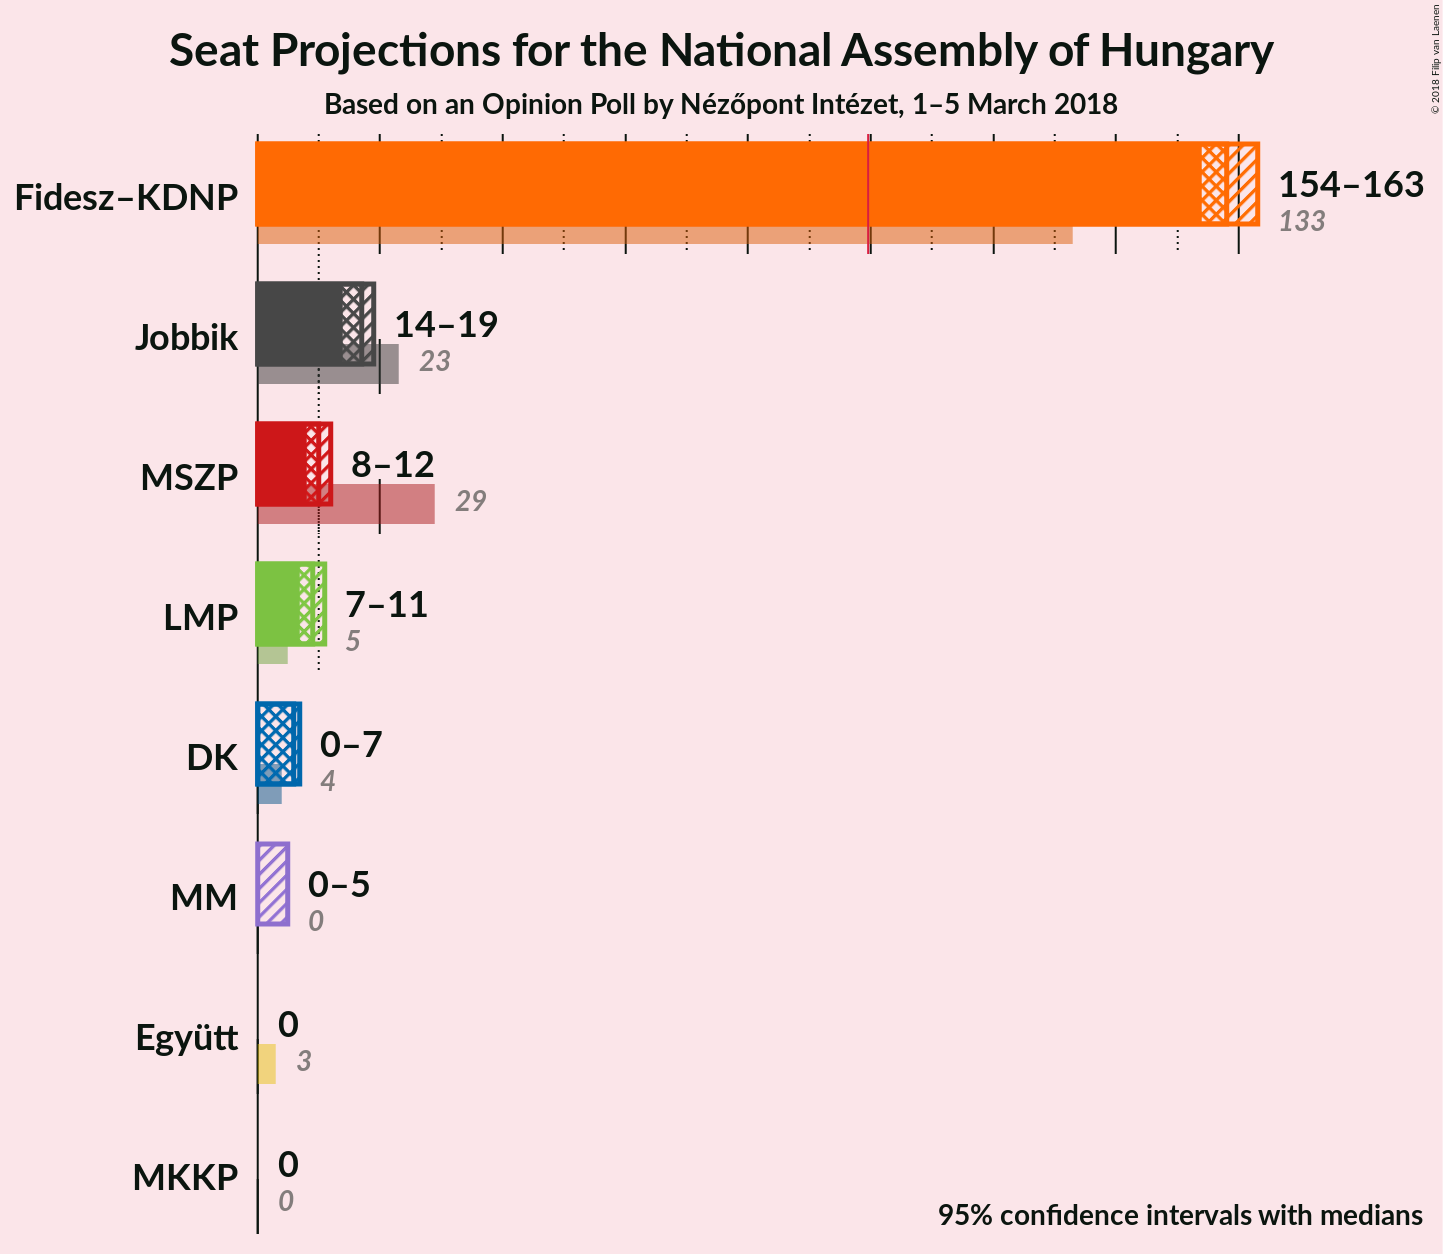 Seat Projections for the National Assembly of Hungary
Based on an Opinion Poll by Nézőpont Intézet, 1–5 March 2018
© 2018 Filip van Laenen
Fidesz–KDNP
154–163
133
Jobbik
14–19
23
MSZP
8–12
29
LMP
7–11
5
DK
0–7
4
MM
0–5
0
Együtt
0
3
MKKP
0
0
95% confidence intervals with medians